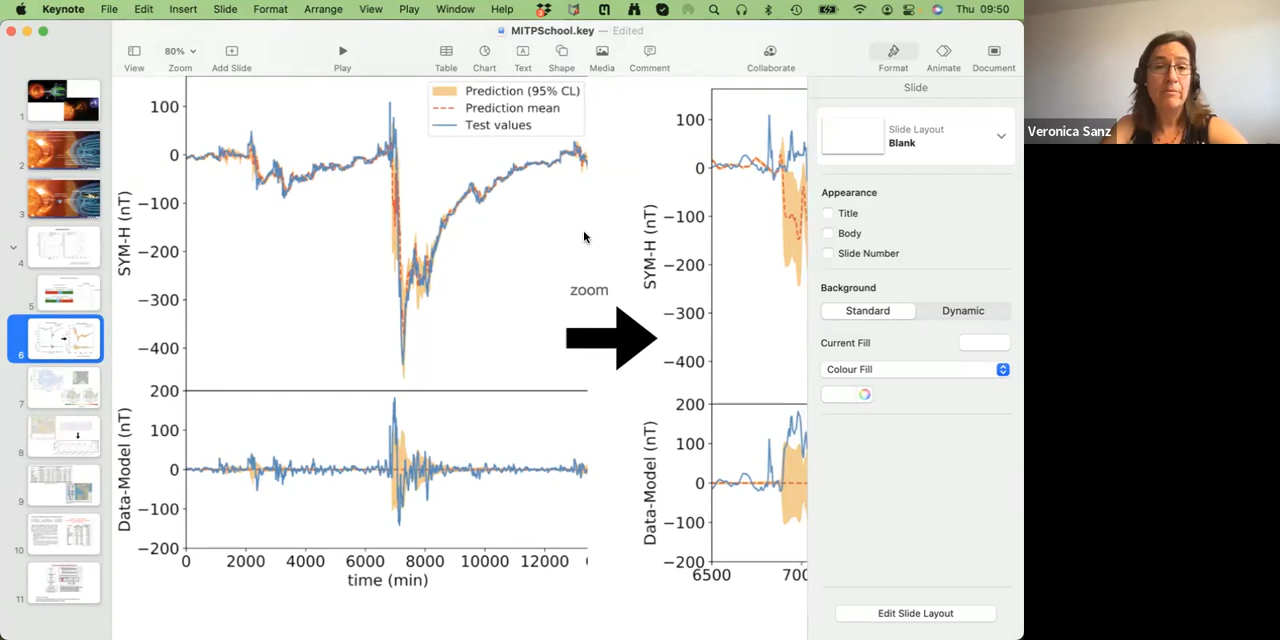 Keynote File Edit Insert Slide Format Arrange View Play Window Help Thu 09:50
MITPSchool.key — Edited
80%
View Zoom Add Slide Play Table Chart Text Shape Media Comment Collaborate Format Animate Document
Slide
Slide Layout
Blank
Appearance
Title
Body
Slide Number
Background
Standard Dynamic
Current Fill
Colour Fill
Edit Slide Layout
1
2
3
4
5
6
7
8
9
10
11
Prediction (95% CL)
Prediction mean
Test values
SYM-H (nT)
100
0
−100
−200
−300
−400
Data-Model (nT)
200
100
0
−100
−200
0 2000 4000 6000 8000 10000 12000
time (min)
zoom
SYM-H (nT)
100
0
−100
−200
−300
−400
Data-Model (nT)
200
100
0
−100
−200
6500 700
Veronica Sanz